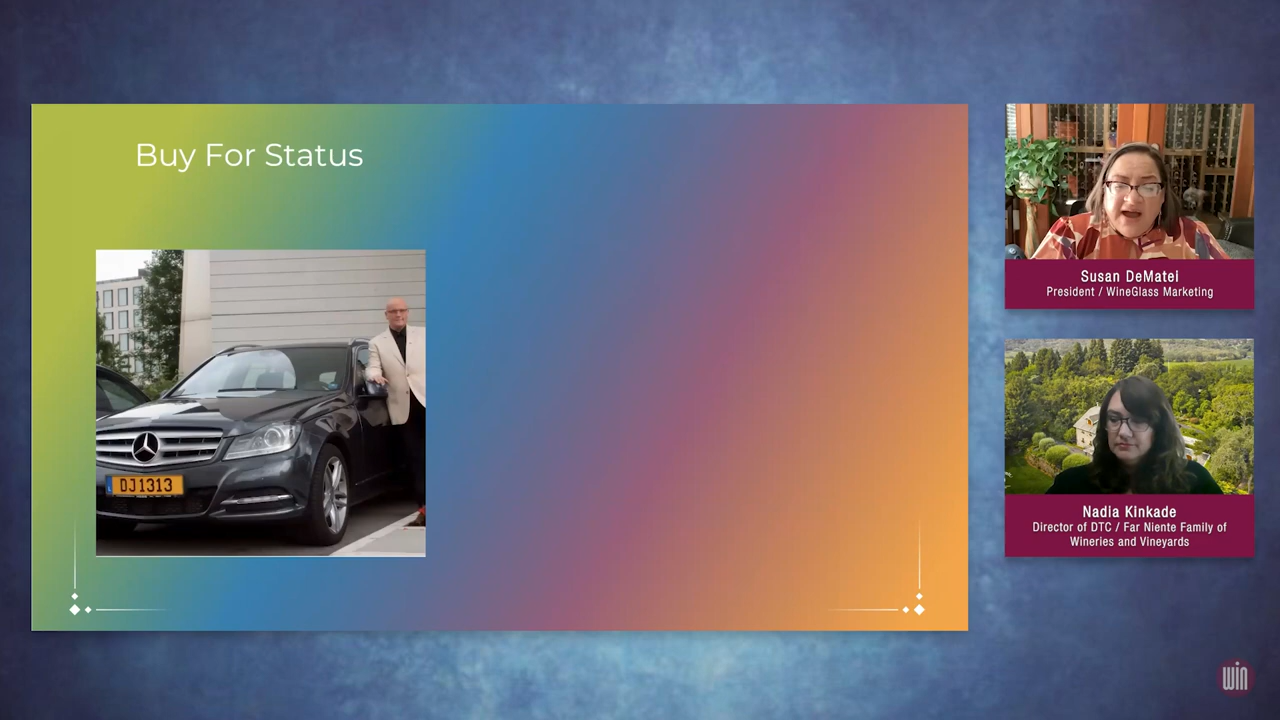 Buy For Status
DJ1313
Susan DeMatei
President / WineGlass Marketing
Nadia Kinkade
Director of DTC / Far Niente Family of
Wineries and Vineyards
win